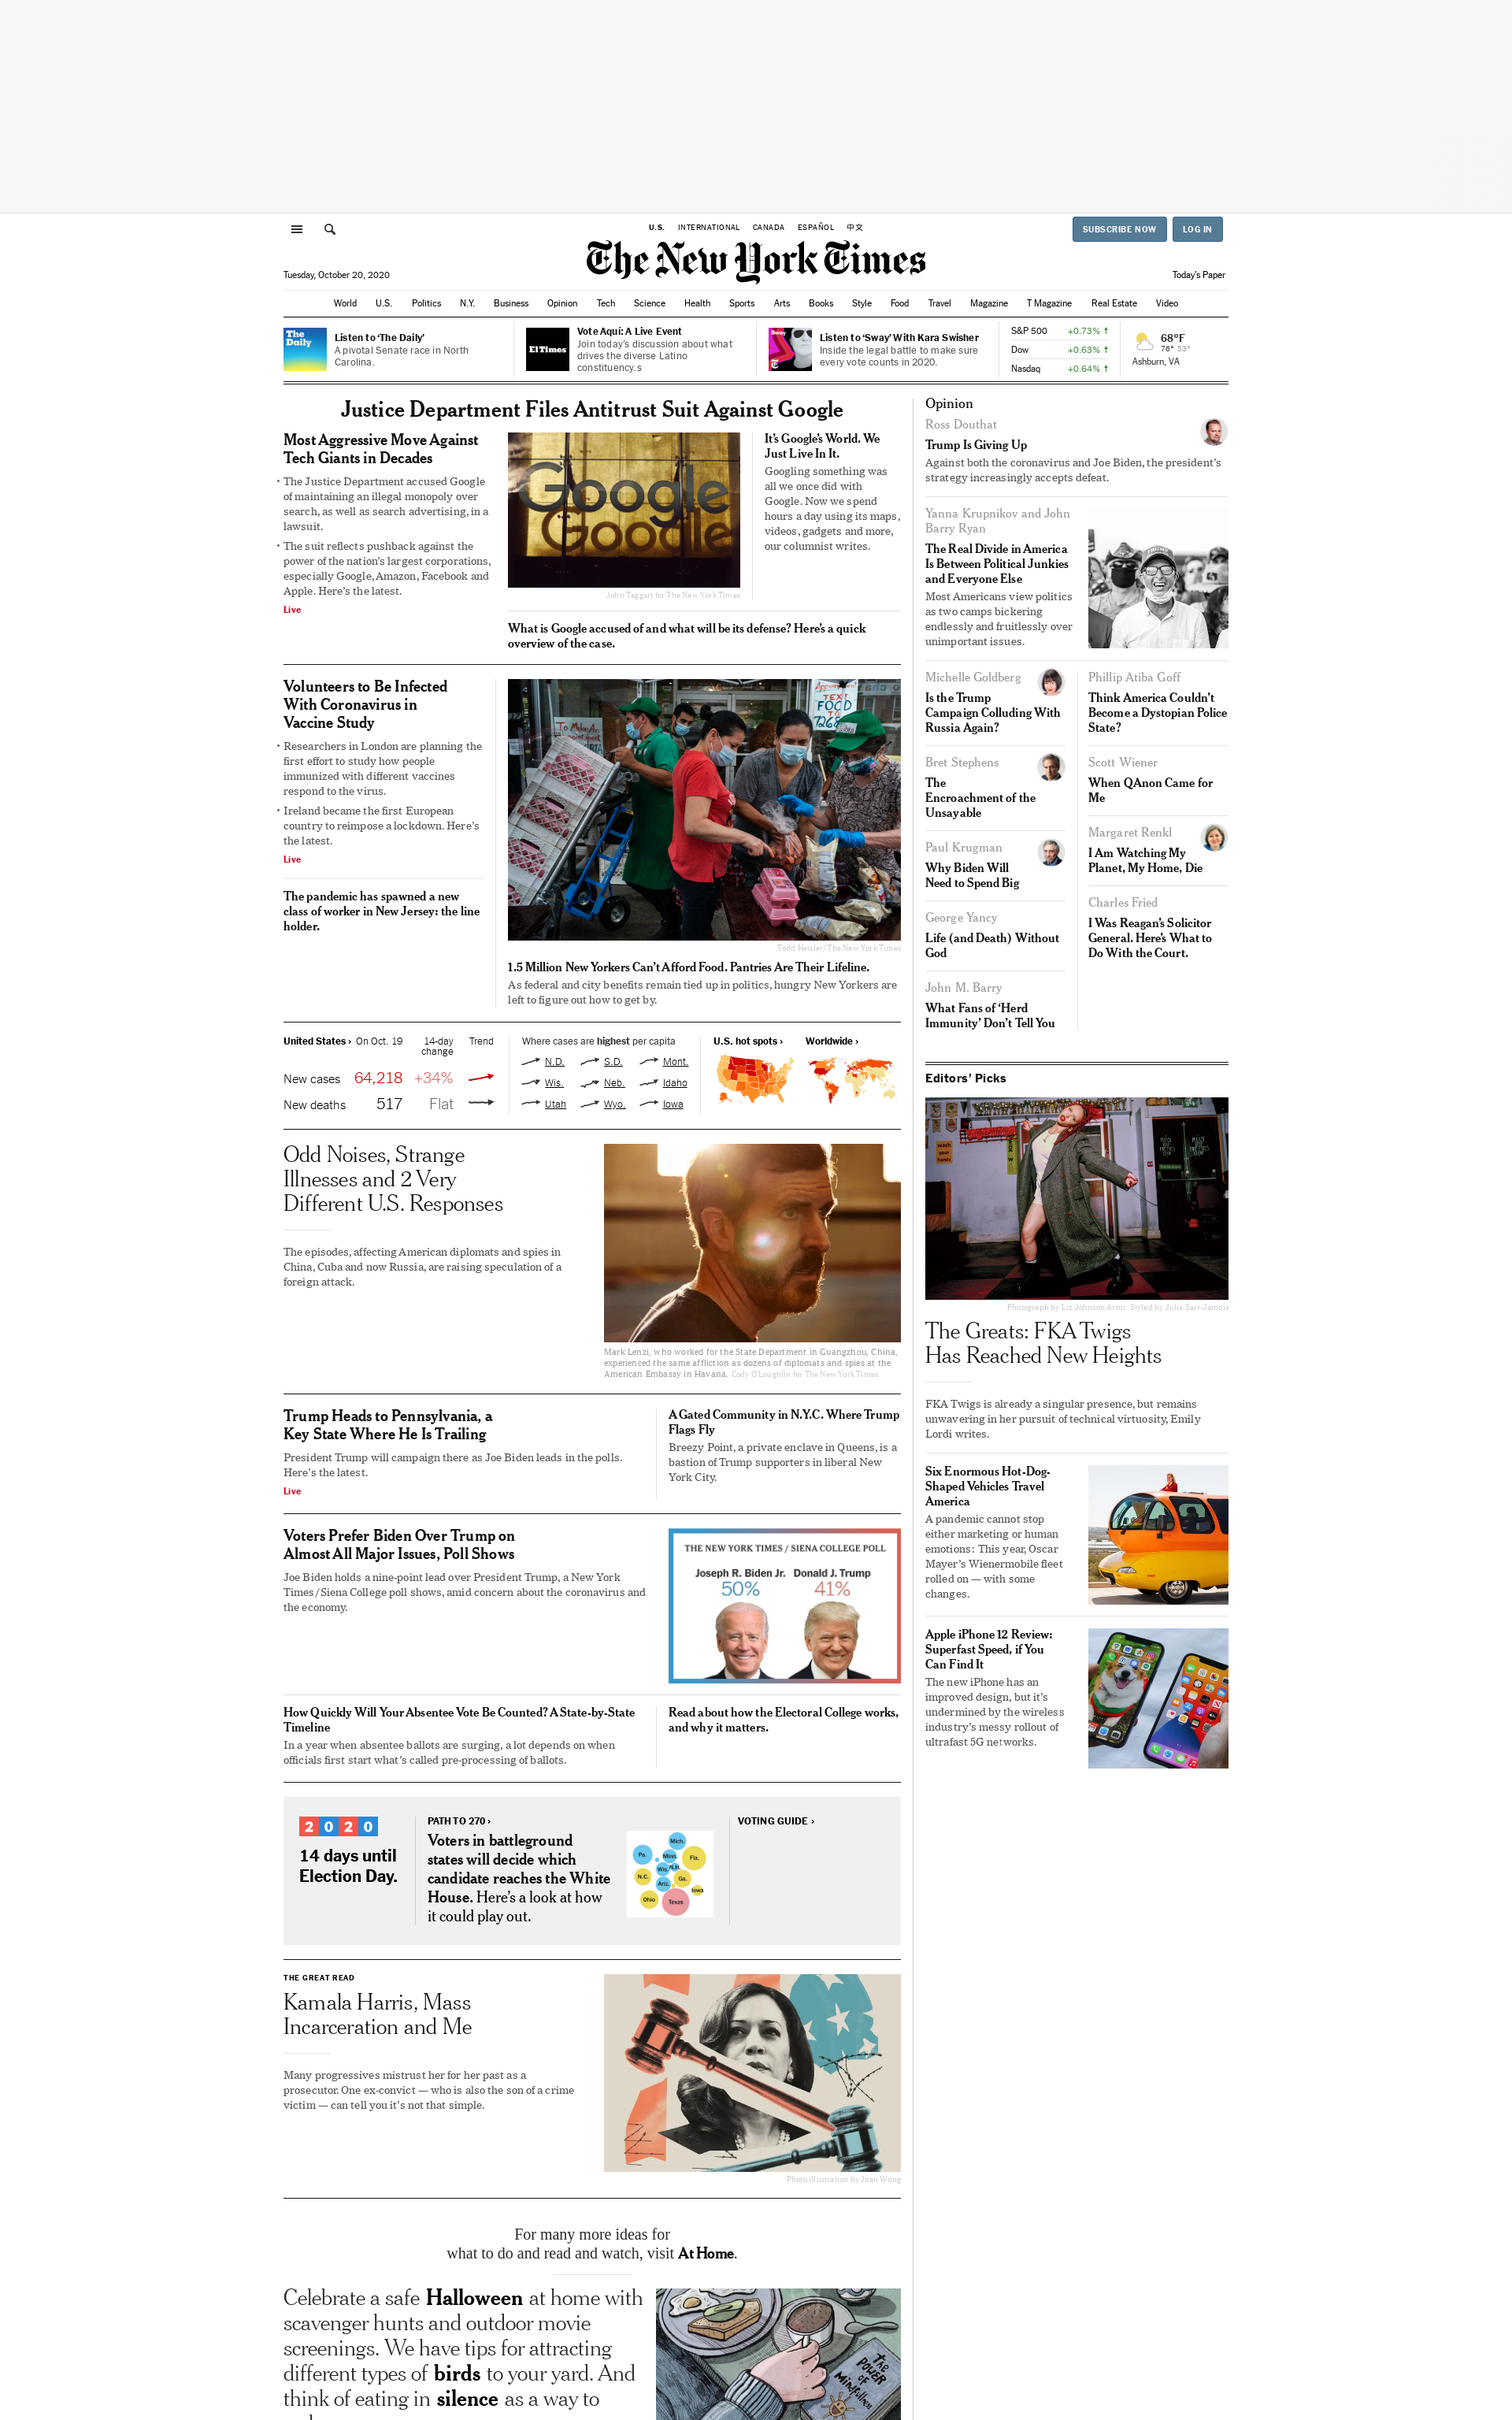 U.S. INTERNATIONAL CANADA ESPAÑOL 中文
SUBSCRIBE NOW LOG IN
The New York Times
Tuesday, October 20, 2020
Today's Paper
World U.S. Politics N.Y. Business Opinion Tech Science Health Sports Arts Books Style Food Travel Magazine T Magazine Real Estate Video
The
Daily
Listen to ‘The Daily’
A pivotal Senate race in North
Carolina.
El Times
Vote Aquí: A Live Event
Join today’s discussion about what
drives the diverse Latino
constituency.s
Sway
Listen to ‘Sway’ With Kara Swisher
Inside the legal battle to make sure
every vote counts in 2020.
S&P 500 +0.73% ↑
Dow +0.63% ↑
Nasdaq +0.64% ↑
68°F
76° 53°
Ashburn, VA
Justice Department Files Antitrust Suit Against Google
Most Aggressive Move Against
Tech Giants in Decades
• The Justice Department accused Google
of maintaining an illegal monopoly over
search, as well as search advertising, in a
lawsuit.
• The suit reflects pushback against the
power of the nation’s largest corporations,
especially Google, Amazon, Facebook and
Apple. Here’s the latest.
Live
Google
Google
John Taggart for The New York Times
It’s Google’s World. We
Just Live In It.
Googling something was
all we once did with
Google. Now we spend
hours a day using its maps,
videos, gadgets and more,
our columnist writes.
What is Google accused of and what will be its defense? Here’s a quick
overview of the case.
Volunteers to Be Infected
With Coronavirus in
Vaccine Study
• Researchers in London are planning the
first effort to study how people
immunized with different vaccines
respond to the virus.
• Ireland became the first European
country to reimpose a lockdown. Here’s
the latest.
Live
The pandemic has spawned a new
class of worker in New Jersey: the line
holder.
To Make An
TEXT
FOOD
TO
Todd Heisler/The New York Times
1.5 Million New Yorkers Can’t Afford Food. Pantries Are Their Lifeline.
As federal and city benefits remain tied up in politics, hungry New Yorkers are
left to figure out how to get by.
United States › On Oct. 19 14-day
change Trend
New cases 64,218 +34%
New deaths 517 Flat
Where cases are highest per capita
N.D. S.D. Mont.
Wis. Neb. Idaho
Utah Wyo. Iowa
U.S. hot spots › Worldwide ›
Odd Noises, Strange
Illnesses and 2 Very
Different U.S. Responses
The episodes, affecting American diplomats and spies in
China, Cuba and now Russia, are raising speculation of a
foreign attack.
Mark Lenzi, who worked for the State Department in Guangzhou, China,
experienced the same affliction as dozens of diplomats and spies at the
American Embassy in Havana. Cody O’Loughlin for The New York Times
Trump Heads to Pennsylvania, a
Key State Where He Is Trailing
President Trump will campaign there as Joe Biden leads in the polls.
Here’s the latest.
Live
A Gated Community in N.Y.C. Where Trump
Flags Fly
Breezy Point, a private enclave in Queens, is a
bastion of Trump supporters in liberal New
York City.
Voters Prefer Biden Over Trump on
Almost All Major Issues, Poll Shows
Joe Biden holds a nine-point lead over President Trump, a New York
Times/Siena College poll shows, amid concern about the coronavirus and
the economy.
THE NEW YORK TIMES / SIENA COLLEGE POLL
Joseph R. Biden Jr. Donald J. Trump
50% 41%
How Quickly Will Your Absentee Vote Be Counted? A State-by-State
Timeline
In a year when absentee ballots are surging, a lot depends on when
officials first start what’s called pre-processing of ballots.
Read about how the Electoral College works,
and why it matters.
2020
14 days until
Election Day.
PATH TO 270 ›
Voters in battleground
states will decide which
candidate reaches the White
House. Here’s a look at how
it could play out.
Mich.
Pa. Minn. Fla.
Wis. N.H.
N.C. Ga.
Ariz. Iowa
Ohio Texas
VOTING GUIDE ›
THE GREAT READ
Kamala Harris, Mass
Incarceration and Me
Many progressives mistrust her for her past as a
prosecutor. One ex-convict — who is also the son of a crime
victim — can tell you it’s not that simple.
Photo illustration by Joan Wong
For many more ideas for
what to do and read and watch, visit At Home.
Celebrate a safe Halloween at home with
scavenger hunts and outdoor movie
screenings. We have tips for attracting
different types of birds to your yard. And
think of eating in silence as a way to
The
POWER
of
Opinion
Ross Douthat
Trump Is Giving Up
Against both the coronavirus and Joe Biden, the president’s
strategy increasingly accepts defeat.
Yanna Krupnikov and John
Barry Ryan
The Real Divide in America
Is Between Political Junkies
and Everyone Else
Most Americans view politics
as two camps bickering
endlessly and fruitlessly over
unimportant issues.
Michelle Goldberg
Is the Trump
Campaign Colluding With
Russia Again?
Bret Stephens
The
Encroachment of the
Unsayable
Paul Krugman
Why Biden Will
Need to Spend Big
George Yancy
Life (and Death) Without
God
John M. Barry
What Fans of ‘Herd
Immunity’ Don’t Tell You
Phillip Atiba Goff
Think America Couldn’t
Become a Dystopian Police
State?
Scott Wiener
When QAnon Came for
Me
Margaret Renkl
I Am Watching My
Planet, My Home, Die
Charles Fried
I Was Reagan’s Solicitor
General. Here’s What to
Do With the Court.
Editors’ Picks
wash
your
hands
Photograph by Liz Johnson Artur. Styled by Julia Sarr-Jamois
The Greats: FKA Twigs
Has Reached New Heights
FKA Twigs is already a singular presence, but remains
unwavering in her pursuit of technical virtuosity, Emily
Lordi writes.
Six Enormous Hot-Dog-
Shaped Vehicles Travel
America
A pandemic cannot stop
either marketing or human
emotions: This year, Oscar
Mayer’s Wienermobile fleet
rolled on — with some
changes.
Apple iPhone 12 Review:
Superfast Speed, if You
Can Find It
The new iPhone has an
improved design, but it’s
undermined by the wireless
industry’s messy rollout of
ultrafast 5G networks.